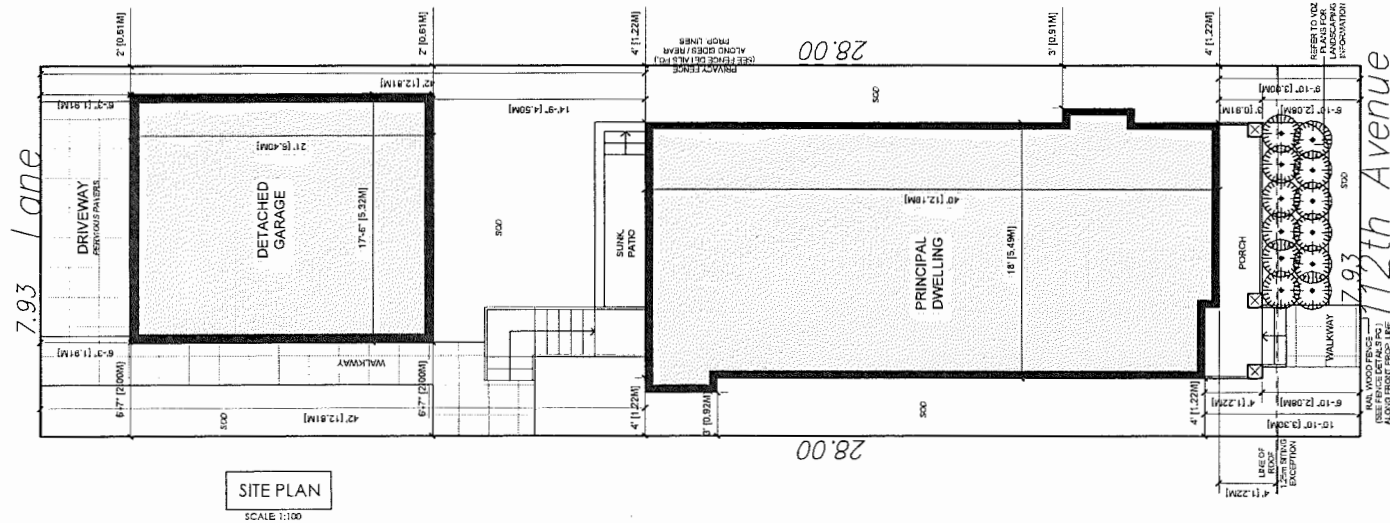 2' [0.61M]
2' [0.61M]
4' [1.22M]
3' [0.91M]
4' [1.22M]
REFER TO VDZ
PLANS FOR
LANDSCAPING
INFORMATION
PRIVACY FENCE
(SEE FENCE DETAILS PG.)
ALONG SIDES / REAR
PROP. LINES
28.00
42' [12.81M]
6'-3" [1.91M]
14'-9" [4.50M]
SOD
3' [0.91M]
6'-10" [2.08M]
Lane
7.93
DRIVEWAY
PERVIOUS PAVERS
21' [6.40M]
DETACHED
GARAGE
17'-6" [5.32M]
SOD
SUNK.
PATIO
40' [12.19M]
PRINCIPAL
DWELLING
18' [5.49M]
PORCH
SOD
12th Avenue
7.93
WALKWAY
6'-3" [1.91M]
WALKWAY
6'-7" [2.00M]
6'-7" [2.00M]
SOD
42' [12.81M]
4' [1.22M]
3' [0.92M]
SOD
4' [1.22M]
4' [1.22M]
6'-10" [2.08M]
10'-10" [3.30M]
RAIL WOOD FENCE
(SEE FENCE DETAILS PG.)
ALONG FRONT PROP. LINE
28.00
LINE OF
ROOF
1.25m SITING
EXCEPTION
4' [1.22M]
SITE PLAN
SCALE 1:100